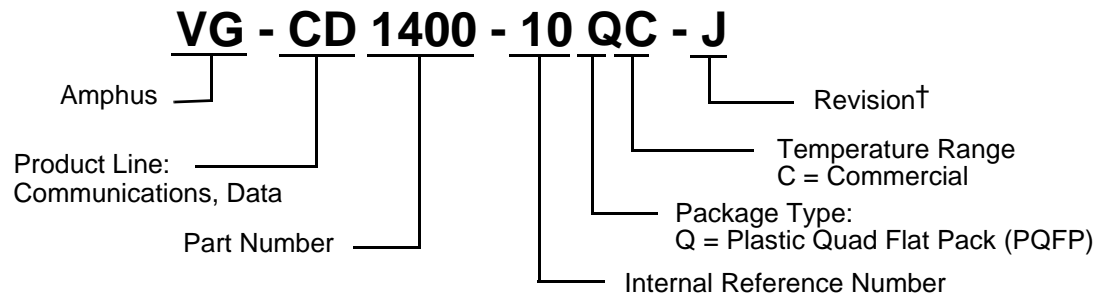 VG - CD 1400 - 10 QC - J
Amphus
Revision†
Product Line:
Communications, Data
Temperature Range
C = Commercial
Part Number
Package Type:
Q = Plastic Quad Flat Pack (PQFP)
Internal Reference Number